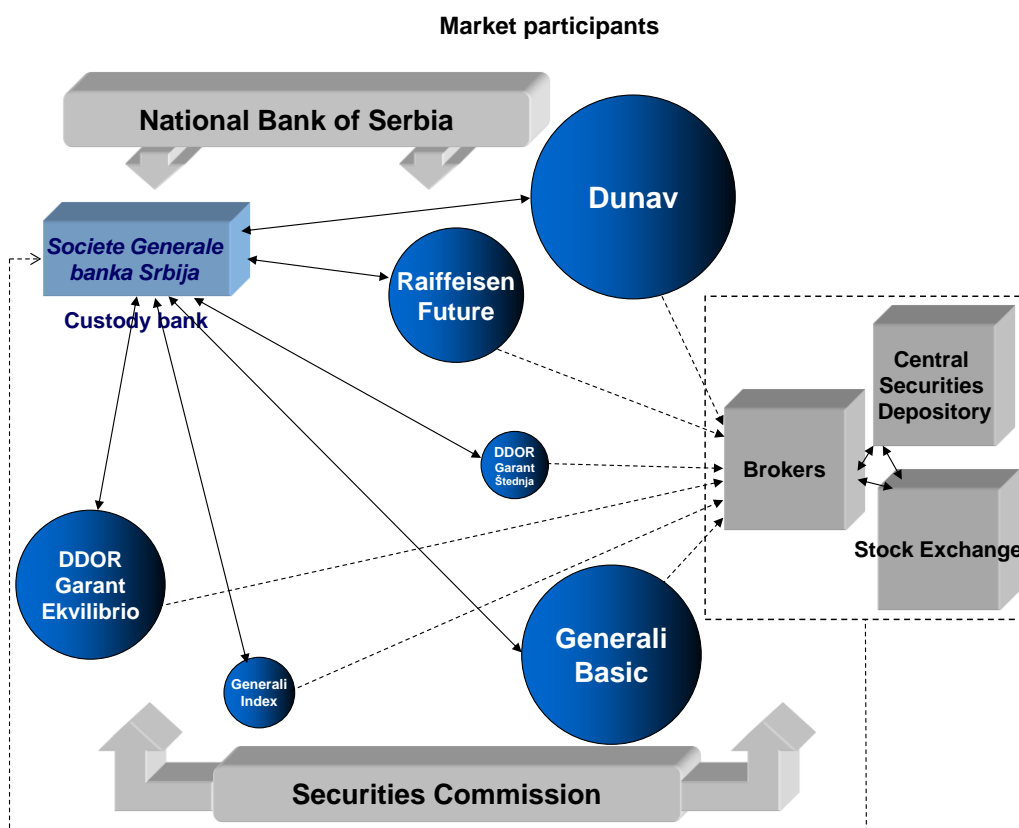 Market participants
National Bank of Serbia
Dunav
Societe Generale
banka Srbija
Custody bank
Raiffeisen
Future
Central
Securities
Depository
Brokers
Stock Exchange
DDOR
Garant
Štednja
DDOR
Garant
Ekvilibrio
Generali
Basic
Generali
Index
Securities Commission